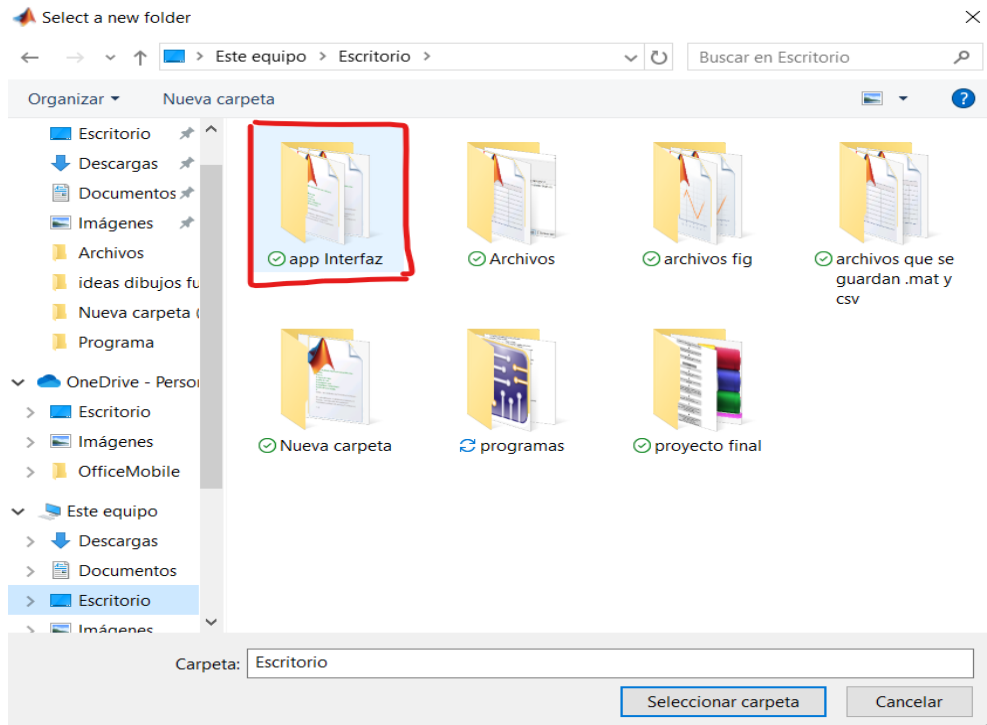 Select a new folder
Este equipo > Escritorio >
Buscar en Escritorio
Organizar
Nueva carpeta
?
Escritorio
Descargas
Documentos
Imágenes
Archivos
ideas dibujos fu
Nueva carpeta (
Programa
OneDrive - Person
Escritorio
Imágenes
OfficeMobile
Este equipo
Descargas
Documentos
Escritorio
Imágenes
app Interfaz
Archivos
archivos fig
archivos que se
guardan .mat y
csv
Nueva carpeta
programas
proyecto final
Carpeta:
Escritorio
Seleccionar carpeta
Cancelar